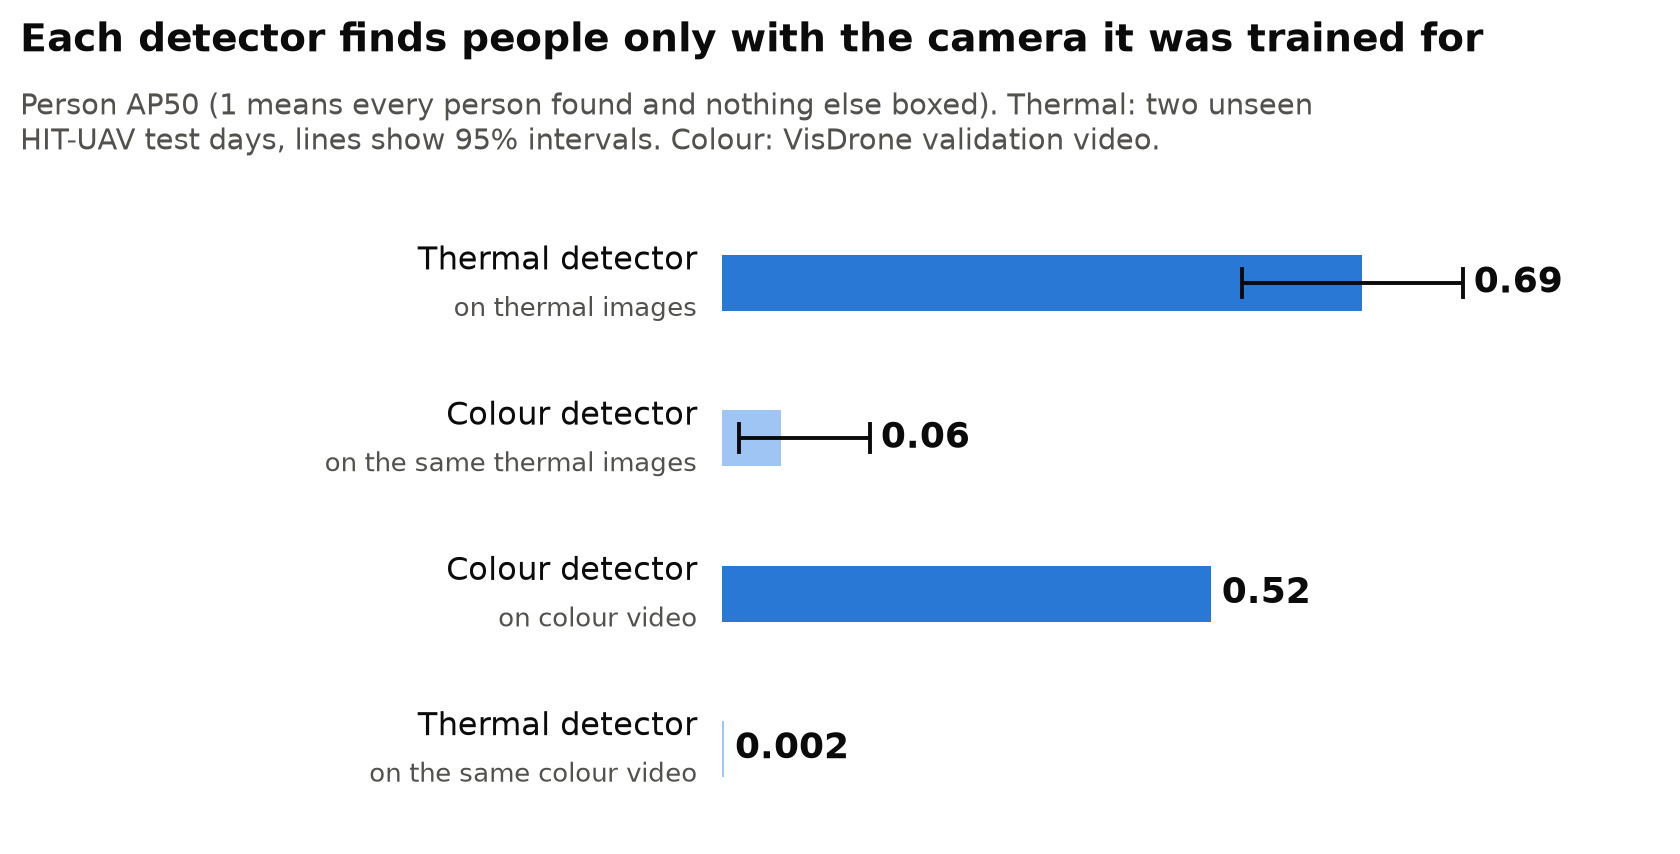 Each detector finds people only with the camera it was trained for
Person AP50 (1 means every person found and nothing else boxed). Thermal: two unseen
HIT-UAV test days, lines show 95% intervals. Colour: VisDrone validation video.
Thermal detector
on thermal images
0.69
Colour detector
on the same thermal images
0.06
Colour detector
on colour video
0.52
Thermal detector
on the same colour video
0.002